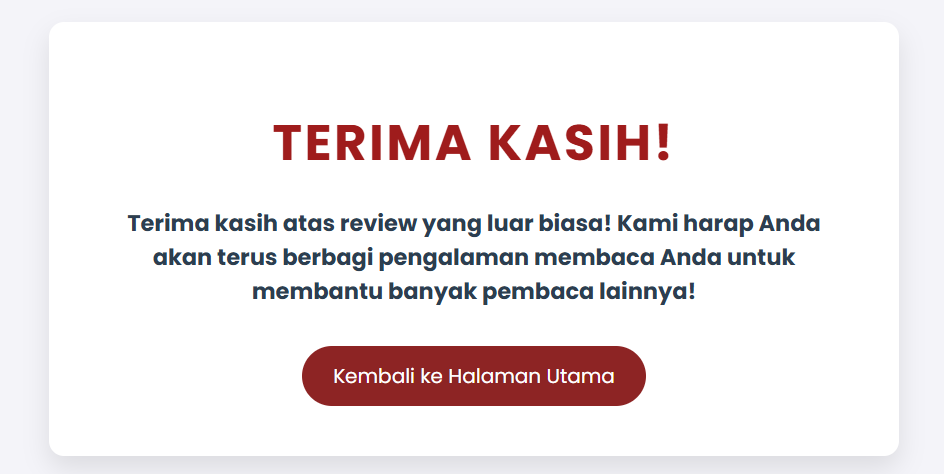 TERIMA KASIH!
Terima kasih atas review yang luar biasa! Kami harap Anda
akan terus berbagi pengalaman membaca Anda untuk
membantu banyak pembaca lainnya!
Kembali ke Halaman Utama